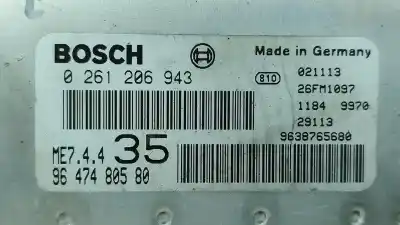 BOSCH
Made in Germany
0 261 206 943
810
021113
26FM1097
1184 9970
29113
9638765680
ME7.4.4 35
96 474 805 80